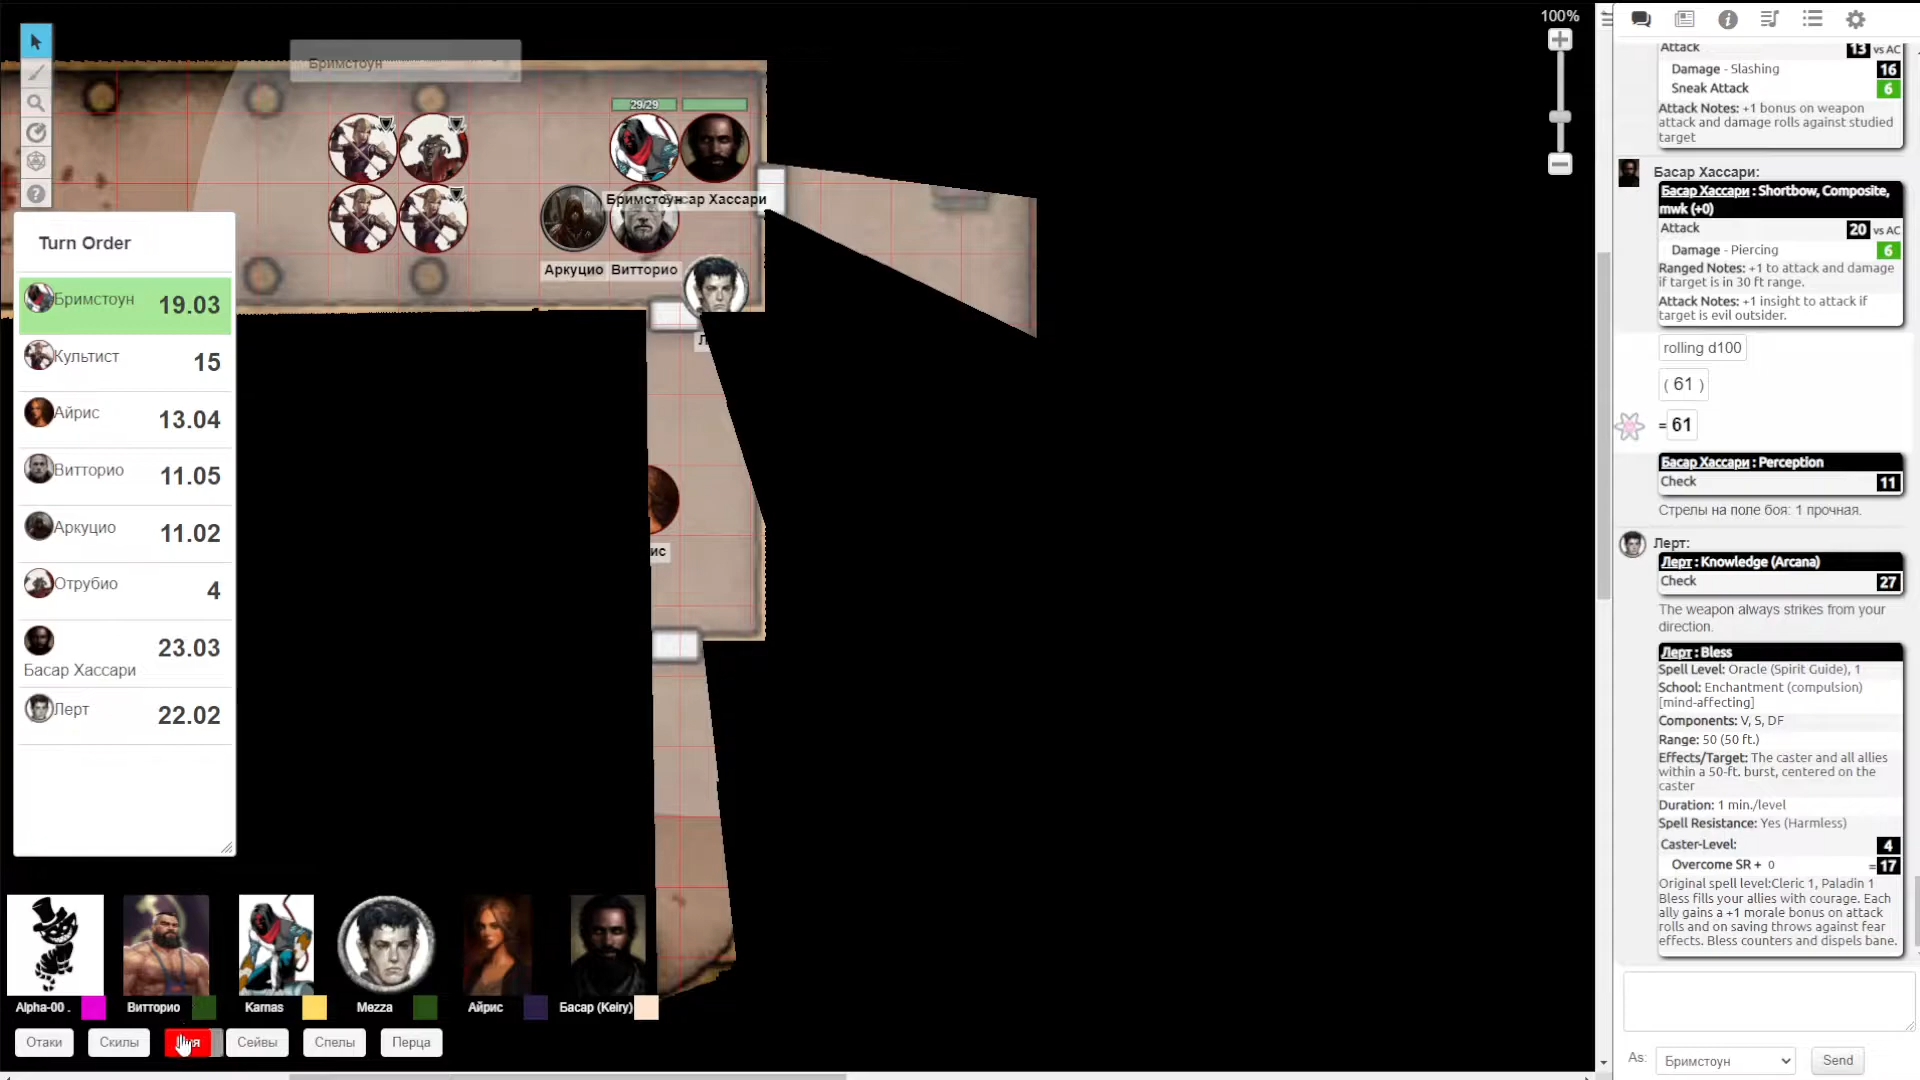 100%
Бримстоун
29/29
Бримстоун
Басар Хассари
Аркуцио
Витторио
Л
ис
Turn Order
Бримстоун
19.03
Культист
15
Айрис
13.04
Витторио
11.05
Аркуцио
11.02
Отрубио
4
Басар Хассари
23.03
Лерт
22.02
Alpha-00 .
Витторио
Karnas
Mezza
Айрис
Басар (Keiry)
Отаки
Скилы
Сейвы
Спелы
Перца
Attack
13 vs AC
Damage - Slashing
16
Sneak Attack
6
Attack Notes: +1 bonus on weapon
attack and damage rolls against studied
target
Басар Хассари:
Басар Хассари : Shortbow, Composite,
mwk (+0)
Attack
20 vs AC
Damage - Piercing
6
Ranged Notes: +1 to attack and damage
if target is in 30 ft range.
Attack Notes: +1 insight to attack if
target is evil outsider.
rolling d100
( 61 )
= 61
Басар Хассари : Perception
Check
11
Стрелы на поле боя: 1 прочная.
Лерт:
Лерт : Knowledge (Arcana)
Check
27
The weapon always strikes from your
direction.
Лерт : Bless
Spell Level: Oracle (Spirit Guide), 1
School: Enchantment (compulsion)
[mind-affecting]
Components: V, S, DF
Range: 50 (50 ft.)
Effects/Target: The caster and all allies
within a 50-ft. burst, centered on the
caster
Duration: 1 min./level
Spell Resistance: Yes (Harmless)
Caster-Level:
4
Overcome SR + 0
=17
Original spell level:Cleric 1, Paladin 1
Bless fills your allies with courage. Each
ally gains a +1 morale bonus on attack
rolls and on saving throws against fear
effects. Bless counters and dispels bane.
As:
Бримстоун
Send